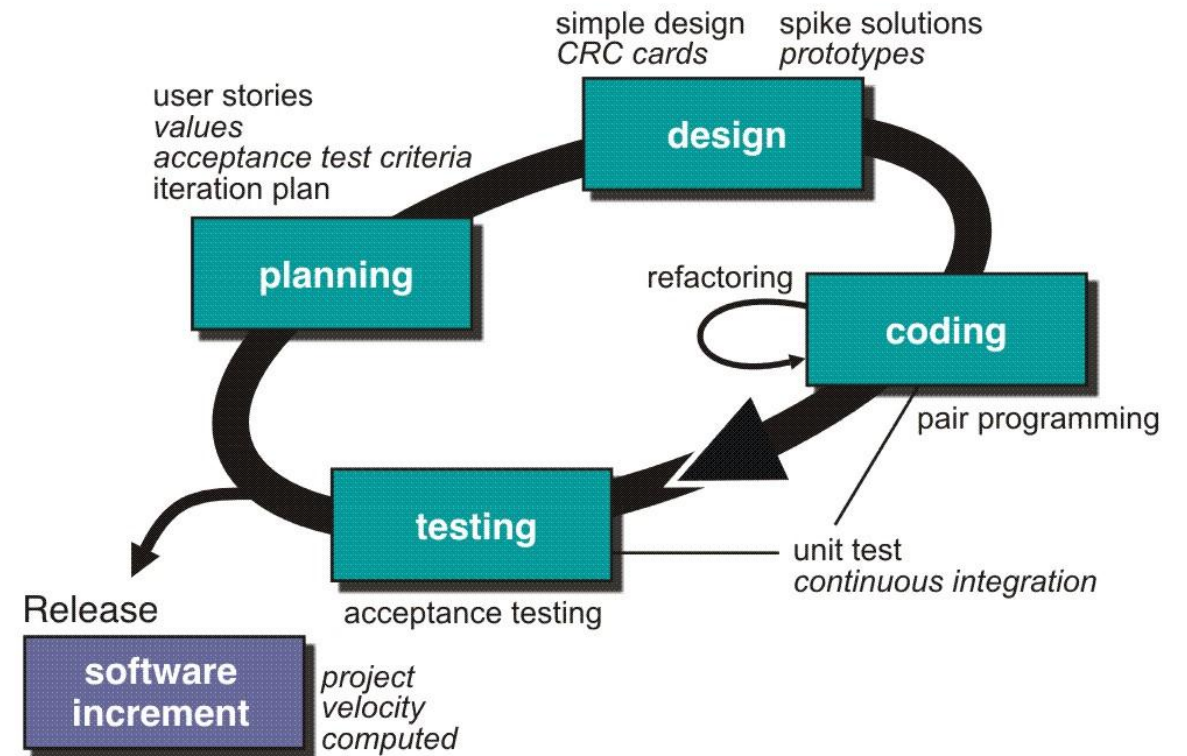 simple design
CRC cards
spike solutions
prototypes
user stories
values
acceptance test criteria
iteration plan
design
planning
refactoring
coding
pair programming
testing
unit test
continuous integration
acceptance testing
Release
software
increment
project
velocity
computed